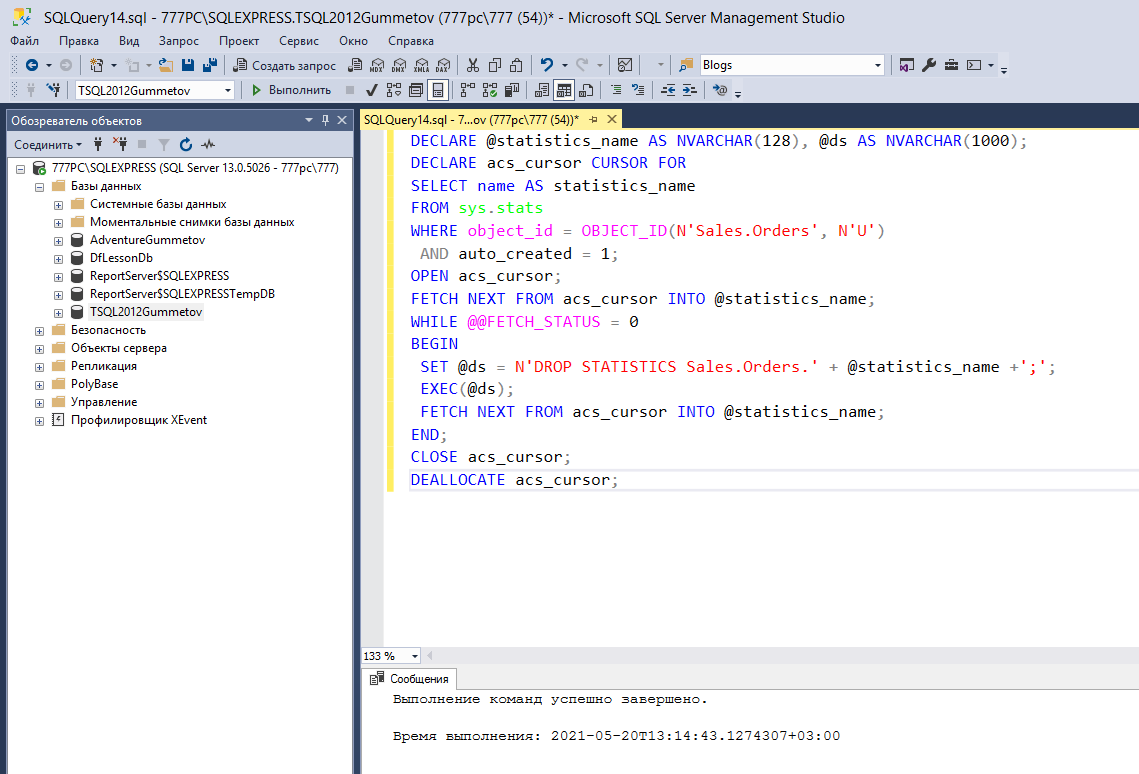 SQLQuery14.sql - 777PC\SQLEXPRESS.TSQL2012Gummetov (777pc\777 (54))* - Microsoft SQL Server Management Studio
Файл Правка Вид Запрос Проект Сервис Окно Справка
Создать запрос MDX DMX XMLA DAX Blogs
TSQL2012Gummetov Выполнить
Обозреватель объектов
Соединить
777PC\SQLEXPRESS (SQL Server 13.0.5026 - 777pc\777)
Базы данных
Системные базы данных
Моментальные снимки базы данных
AdventureGummetov
DfLessonDb
ReportServer$SQLEXPRESS
ReportServer$SQLEXPRESSTempDB
TSQL2012Gummetov
Безопасность
Объекты сервера
Репликация
PolyBase
Управление
Профилировщик XEvent
SQLQuery14.sql - 7...ov (777pc\777 (54))*
DECLARE @statistics_name AS NVARCHAR(128), @ds AS NVARCHAR(1000);
DECLARE acs_cursor CURSOR FOR
SELECT name AS statistics_name
FROM sys.stats
WHERE object_id = OBJECT_ID(N'Sales.Orders', N'U')
AND auto_created = 1;
OPEN acs_cursor;
FETCH NEXT FROM acs_cursor INTO @statistics_name;
WHILE @@FETCH_STATUS = 0
BEGIN
SET @ds = N'DROP STATISTICS Sales.Orders.' + @statistics_name +';';
EXEC(@ds);
FETCH NEXT FROM acs_cursor INTO @statistics_name;
END;
CLOSE acs_cursor;
DEALLOCATE acs_cursor;
133 %
Сообщения
Выполнение команд успешно завершено.
Время выполнения: 2021-05-20T13:14:43.1274307+03:00